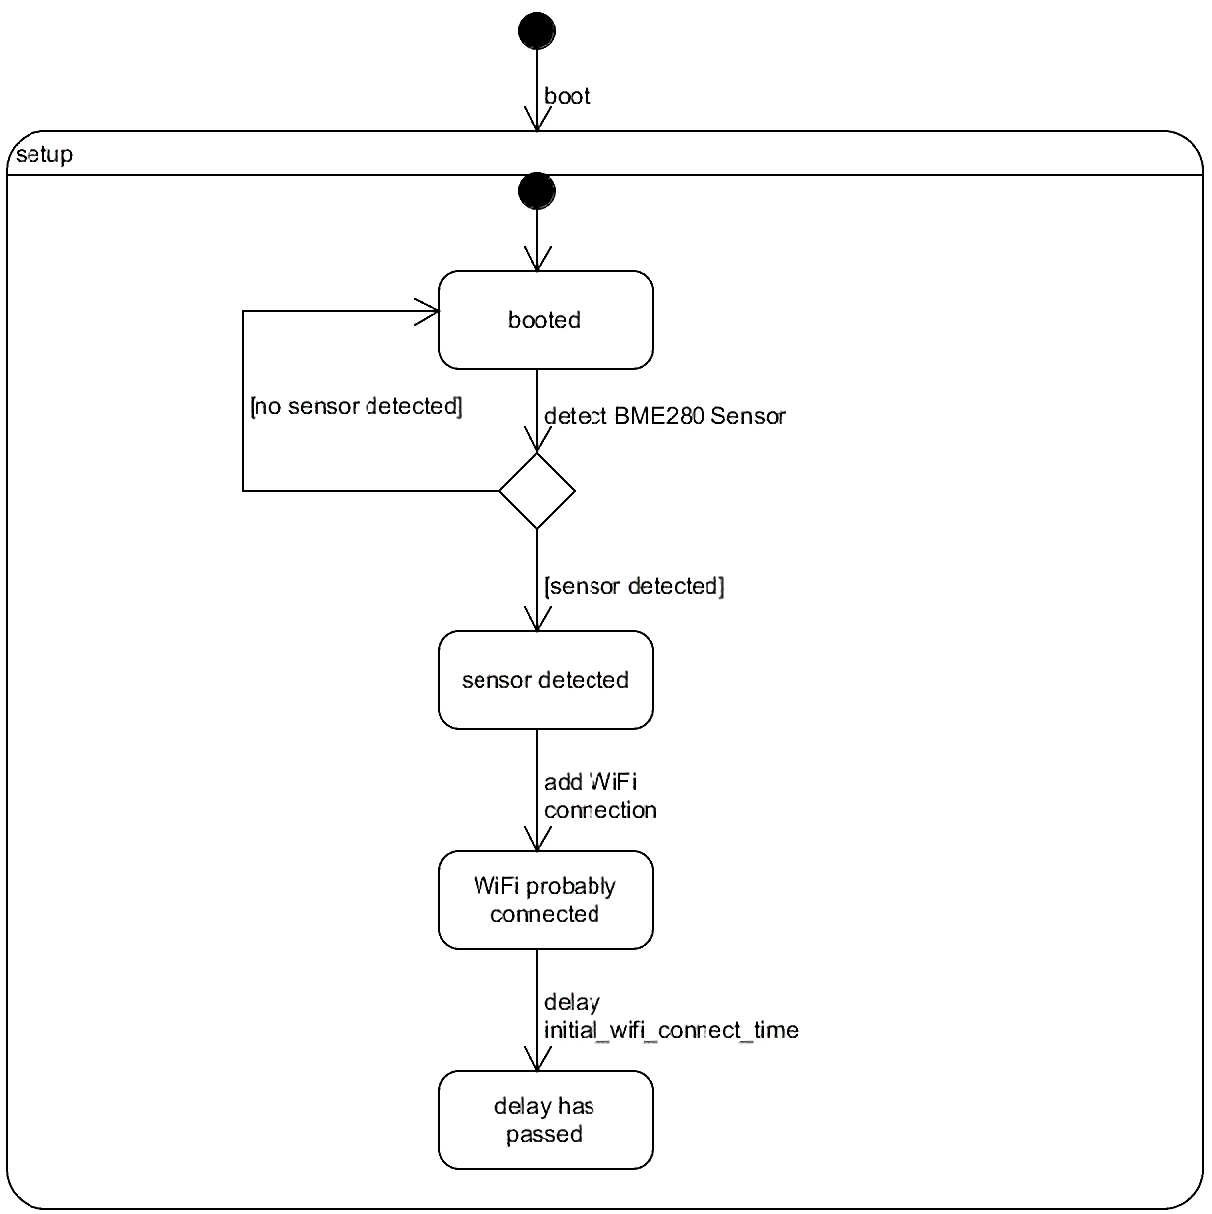 boot
setup
booted
[no sensor detected]
detect BME280 Sensor
[sensor detected]
sensor detected
add WiFi
connection
WiFi probably
connected
delay
initial_wifi_connect_time
delay has
passed